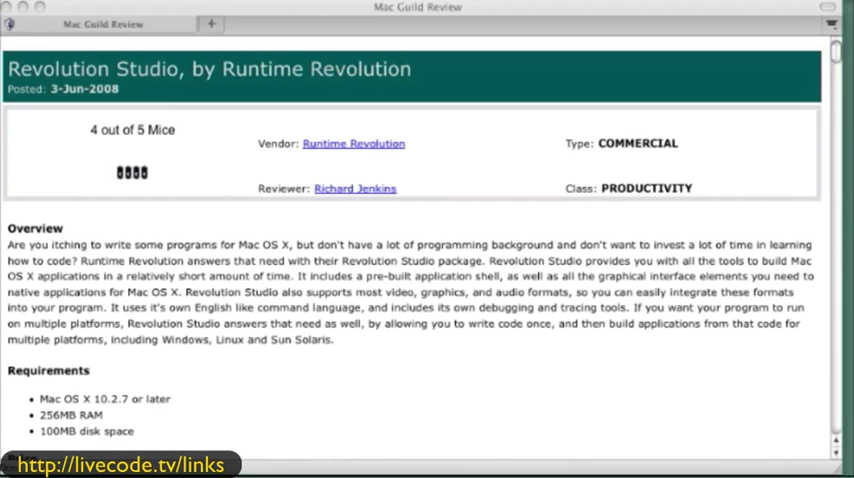 Mac Guild Review
Mac Guild Review
Revolution Studio, by Runtime Revolution
Posted: 3-Jun-2008
4 out of 5 Mice
Vendor: Runtime Revolution
Type: COMMERCIAL
Reviewer: Richard Jenkins
Class: PRODUCTIVITY
Overview
Are you itching to write some programs for Mac OS X, but don't have a lot of programming background and don't want to invest a lot of time in learning
how to code? Runtime Revolution answers that need with their Revolution Studio package. Revolution Studio provides you with all the tools to build Mac
OS X applications in a relatively short amount of time. It includes a pre-built application shell, as well as all the graphical interface elements you need to
native applications for Mac OS X. Revolution Studio also supports most video, graphics, and audio formats, so you can easily integrate these formats
into your program. It uses it's own English like command language, and includes its own debugging and tracing tools. If you want your program to run
on multiple platforms, Revolution Studio answers that need as well, by allowing you to write code once, and then build applications from that code for
multiple platforms, including Windows, Linux and Sun Solaris.
Requirements
• Mac OS X 10.2.7 or later
• 256MB RAM
• 100MB disk space
http://livecode.tv/links